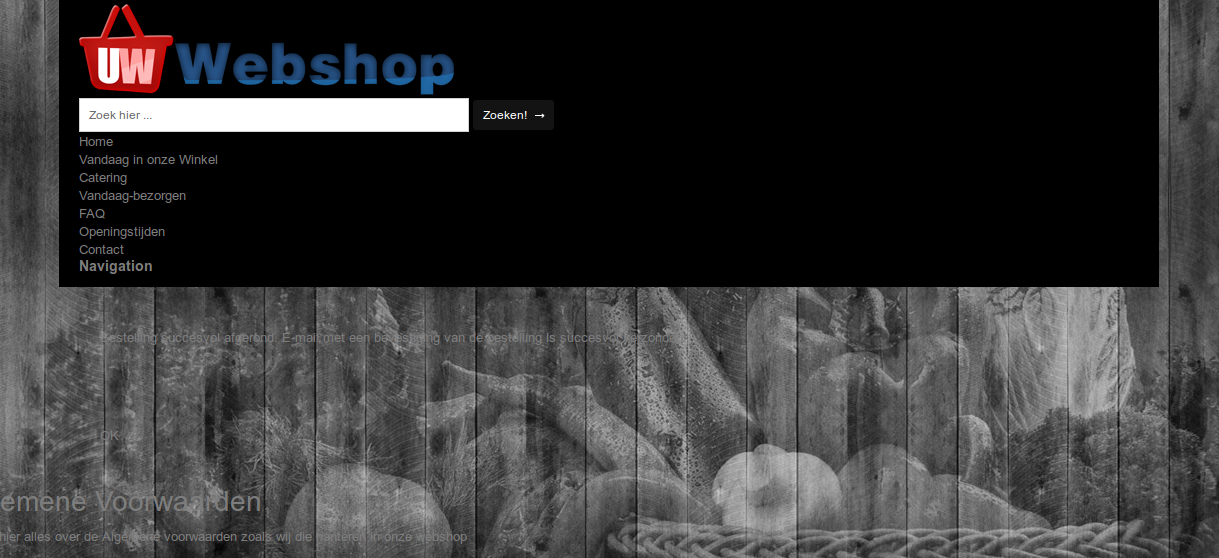 UW Webshop
Zoek hier ...
Zoeken! →
Home
Vandaag in onze Winkel
Catering
Vandaag-bezorgen
FAQ
Openingstijden
Contact
Navigation
Bestelling succesvol afgerond. E-mail met een bevestiging van de bestelling is succesvol verzonden
OK
emene Voorwaarden
hier alles over de Algemene voorwaarden zoals wij die hanteren in onze webshop